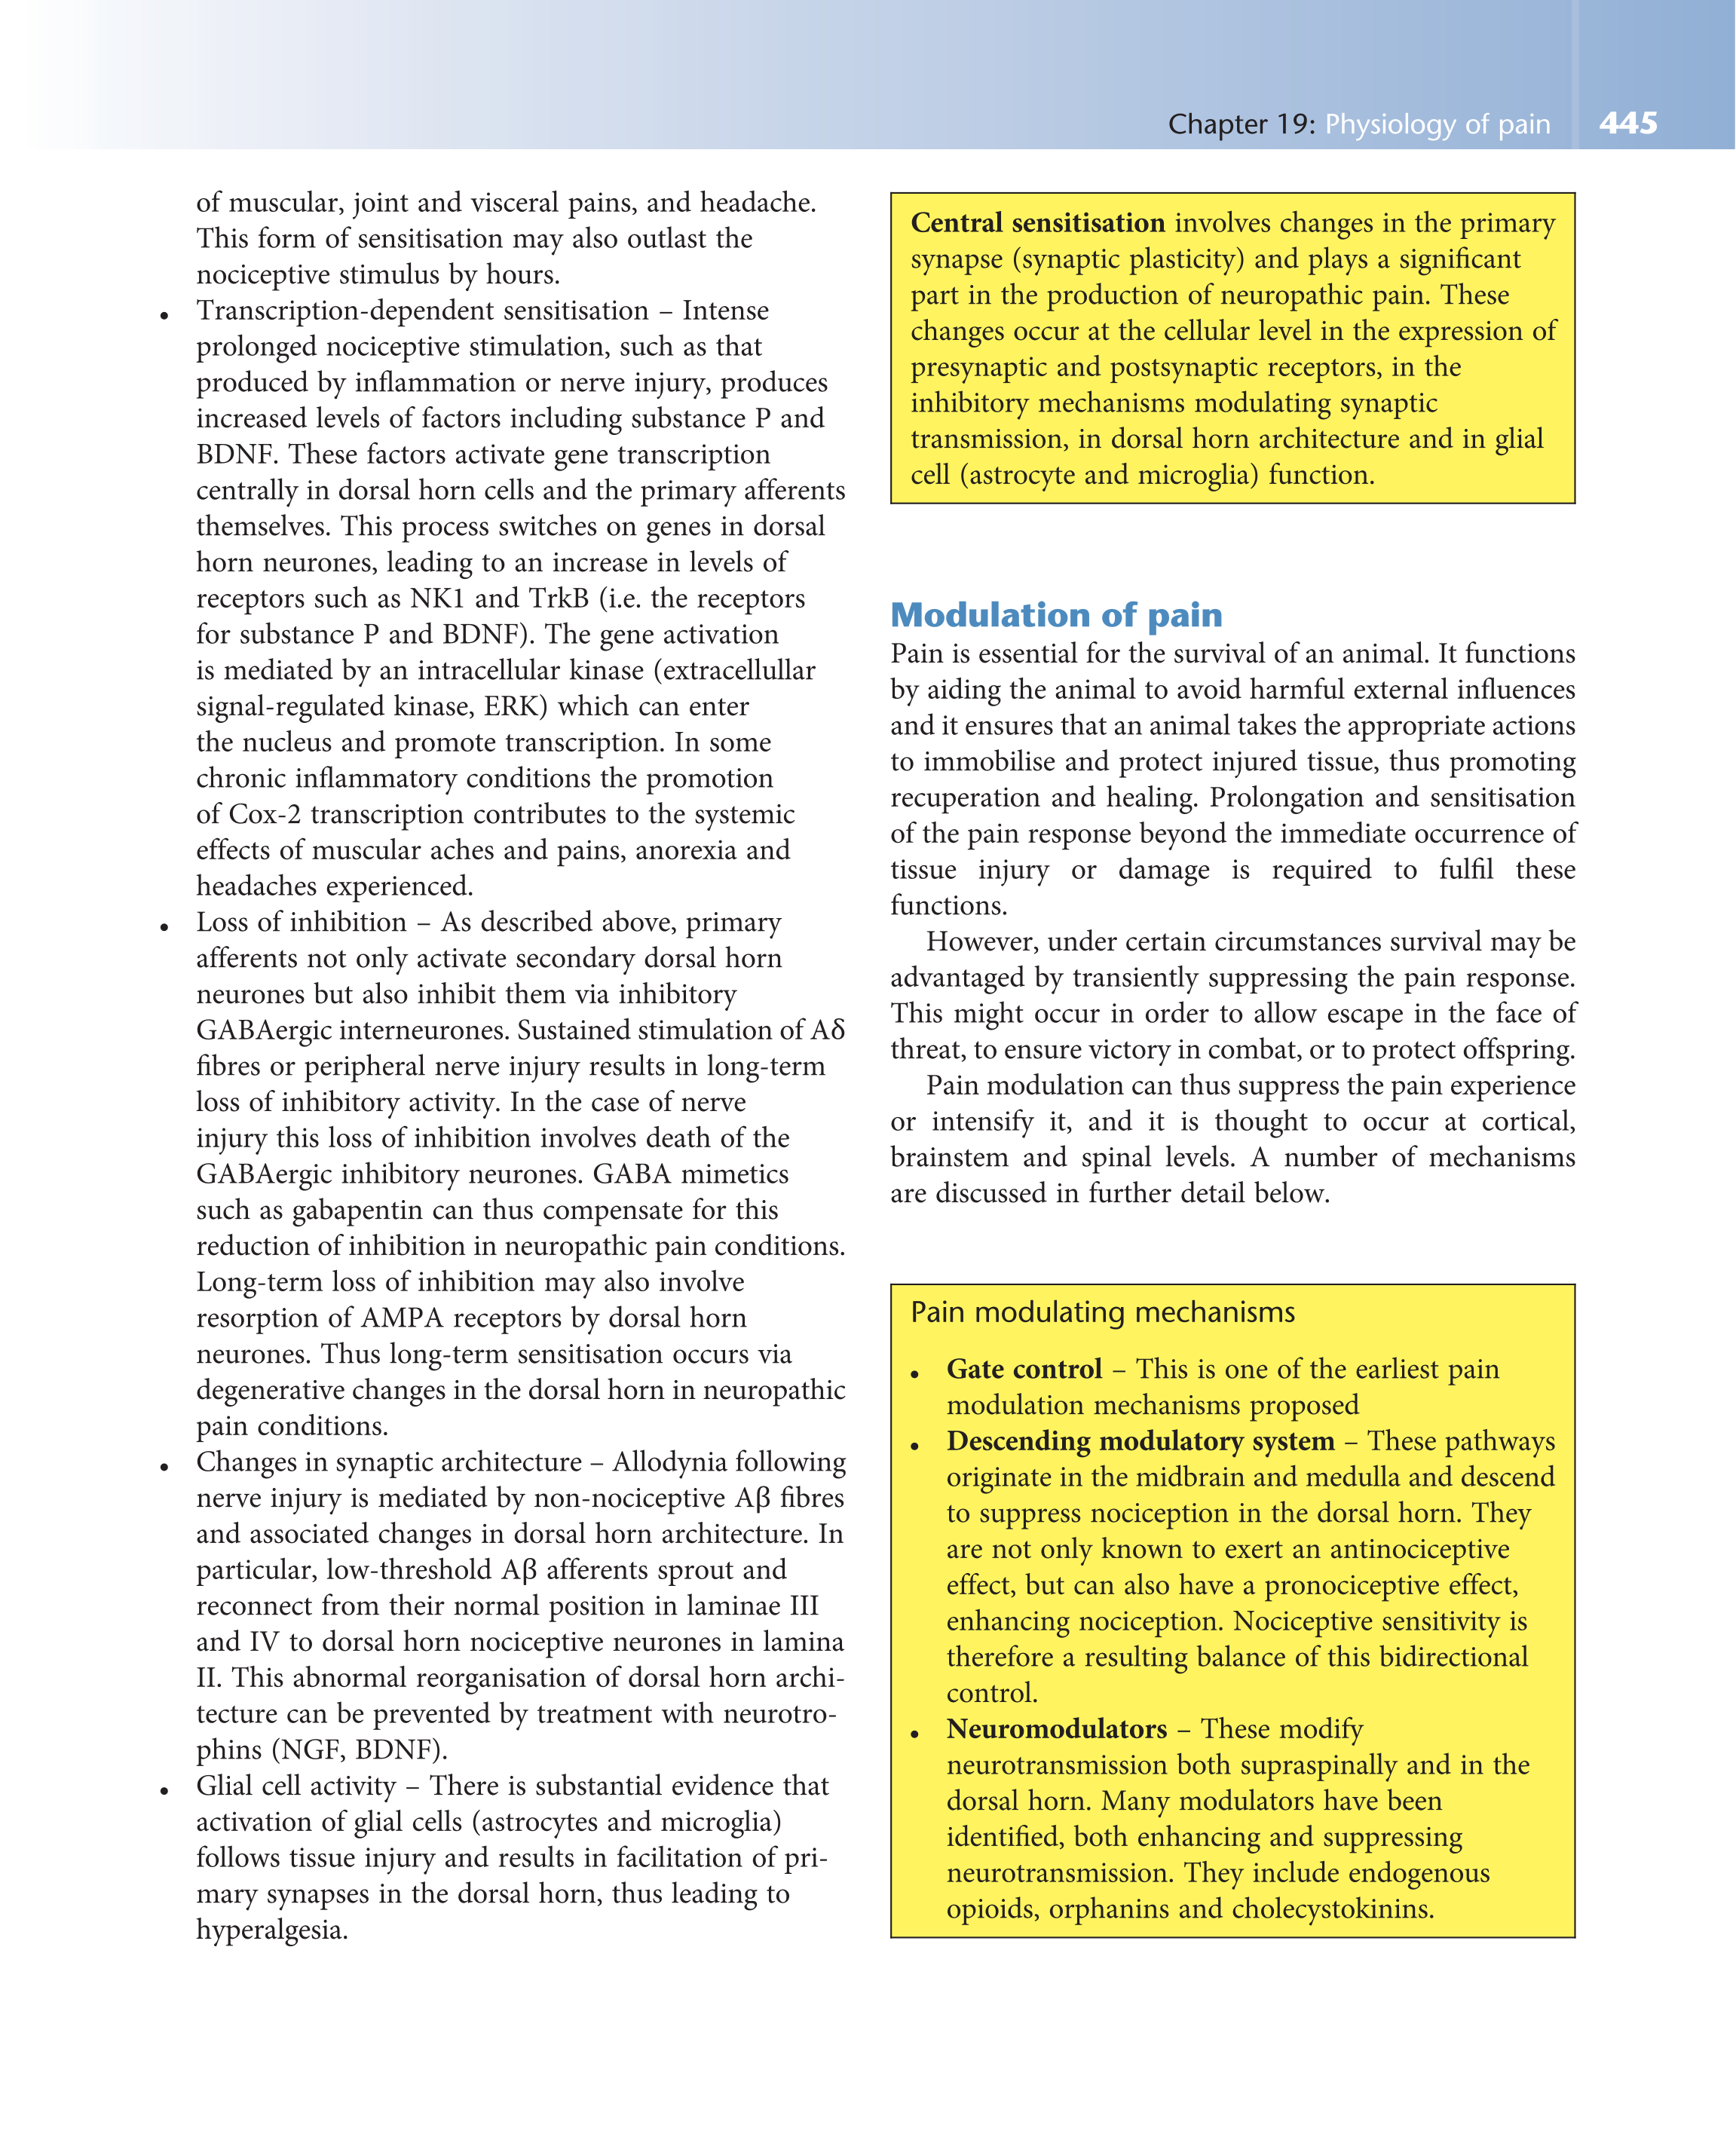 Chapter 19: Physiology of pain 445
of muscular, joint and visceral pains, and headache.
This form of sensitisation may also outlast the
nociceptive stimulus by hours.
• Transcription-dependent sensitisation – Intense
prolonged nociceptive stimulation, such as that
produced by inflammation or nerve injury, produces
increased levels of factors including substance P and
BDNF. These factors activate gene transcription
centrally in dorsal horn cells and the primary afferents
themselves. This process switches on genes in dorsal
horn neurones, leading to an increase in levels of
receptors such as NK1 and TrkB (i.e. the receptors
for substance P and BDNF). The gene activation
is mediated by an intracellular kinase (extracellullar
signal-regulated kinase, ERK) which can enter
the nucleus and promote transcription. In some
chronic inflammatory conditions the promotion
of Cox-2 transcription contributes to the systemic
effects of muscular aches and pains, anorexia and
headaches experienced.
• Loss of inhibition – As described above, primary
afferents not only activate secondary dorsal horn
neurones but also inhibit them via inhibitory
GABAergic interneurones. Sustained stimulation of Aδ
fibres or peripheral nerve injury results in long-term
loss of inhibitory activity. In the case of nerve
injury this loss of inhibition involves death of the
GABAergic inhibitory neurones. GABA mimetics
such as gabapentin can thus compensate for this
reduction of inhibition in neuropathic pain conditions.
Long-term loss of inhibition may also involve
resorption of AMPA receptors by dorsal horn
neurones. Thus long-term sensitisation occurs via
degenerative changes in the dorsal horn in neuropathic
pain conditions.
• Changes in synaptic architecture – Allodynia following
nerve injury is mediated by non-nociceptive Aβ fibres
and associated changes in dorsal horn architecture. In
particular, low-threshold Aβ afferents sprout and
reconnect from their normal position in laminae III
and IV to dorsal horn nociceptive neurones in lamina
II. This abnormal reorganisation of dorsal horn archi-
tecture can be prevented by treatment with neurotro-
phins (NGF, BDNF).
• Glial cell activity – There is substantial evidence that
activation of glial cells (astrocytes and microglia)
follows tissue injury and results in facilitation of pri-
mary synapses in the dorsal horn, thus leading to
hyperalgesia.
Central sensitisation involves changes in the primary
synapse (synaptic plasticity) and plays a significant
part in the production of neuropathic pain. These
changes occur at the cellular level in the expression of
presynaptic and postsynaptic receptors, in the
inhibitory mechanisms modulating synaptic
transmission, in dorsal horn architecture and in glial
cell (astrocyte and microglia) function.
Modulation of pain
Pain is essential for the survival of an animal. It functions
by aiding the animal to avoid harmful external influences
and it ensures that an animal takes the appropriate actions
to immobilise and protect injured tissue, thus promoting
recuperation and healing. Prolongation and sensitisation
of the pain response beyond the immediate occurrence of
tissue injury or damage is required to fulfil these
functions.
However, under certain circumstances survival may be
advantaged by transiently suppressing the pain response.
This might occur in order to allow escape in the face of
threat, to ensure victory in combat, or to protect offspring.
Pain modulation can thus suppress the pain experience
or intensify it, and it is thought to occur at cortical,
brainstem and spinal levels. A number of mechanisms
are discussed in further detail below.
Pain modulating mechanisms
• Gate control – This is one of the earliest pain
modulation mechanisms proposed
• Descending modulatory system – These pathways
originate in the midbrain and medulla and descend
to suppress nociception in the dorsal horn. They
are not only known to exert an antinociceptive
effect, but can also have a pronociceptive effect,
enhancing nociception. Nociceptive sensitivity is
therefore a resulting balance of this bidirectional
control.
• Neuromodulators – These modify
neurotransmission both supraspinally and in the
dorsal horn. Many modulators have been
identified, both enhancing and suppressing
neurotransmission. They include endogenous
opioids, orphanins and cholecystokinins.